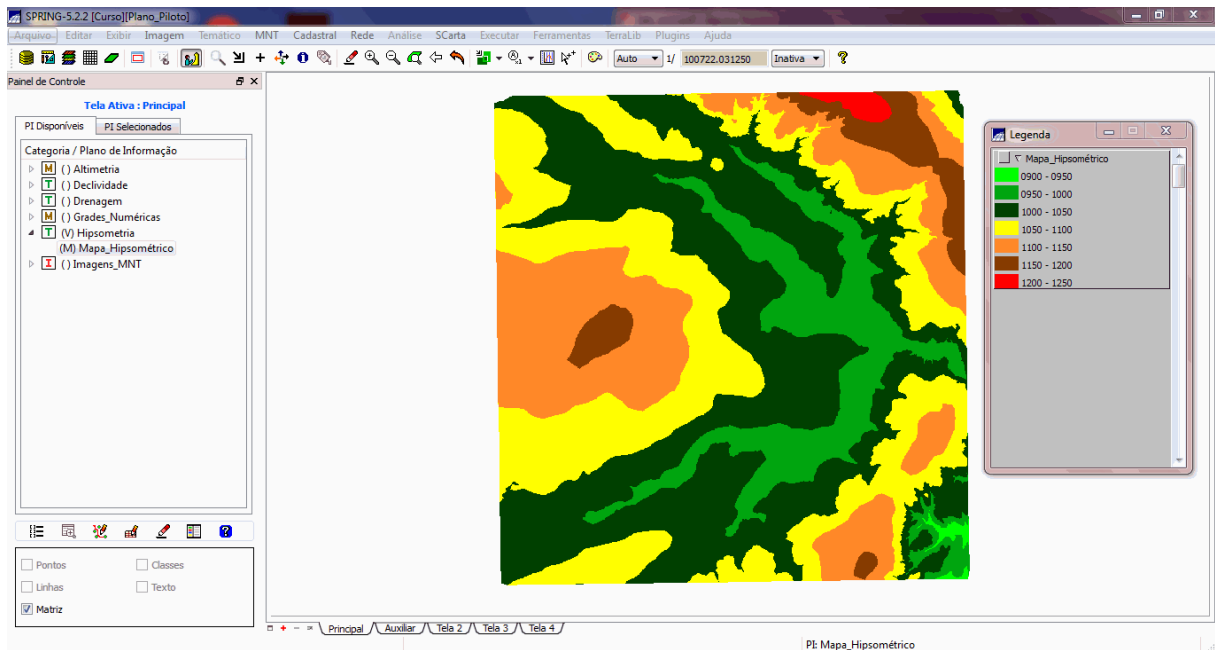 SPRING-5.2.2 [Curso][Plano_Piloto]
Arquivo Editar Exibir Imagem Temático MNT Cadastral Rede Análise SCarta Executar Ferramentas TerraLib Plugins Ajuda
Auto 1/ 100722.031250 Inativa
Painel de Controle
Tela Ativa : Principal
PI Disponíveis PI Selecionados
Categoria / Plano de Informação
M () Altimetria
T () Declividade
T () Drenagem
M () Grades_Numéricas
T (V) Hipsometria
(M) Mapa_Hipsométrico
I () Imagens_MNT
Pontos Classes
Linhas Texto
Matriz
Legenda
Mapa_Hipsométrico
0900 - 0950
0950 - 1000
1000 - 1050
1050 - 1100
1100 - 1150
1150 - 1200
1200 - 1250
Principal Auxiliar Tela 2 Tela 3 Tela 4
PI: Mapa_Hipsométrico